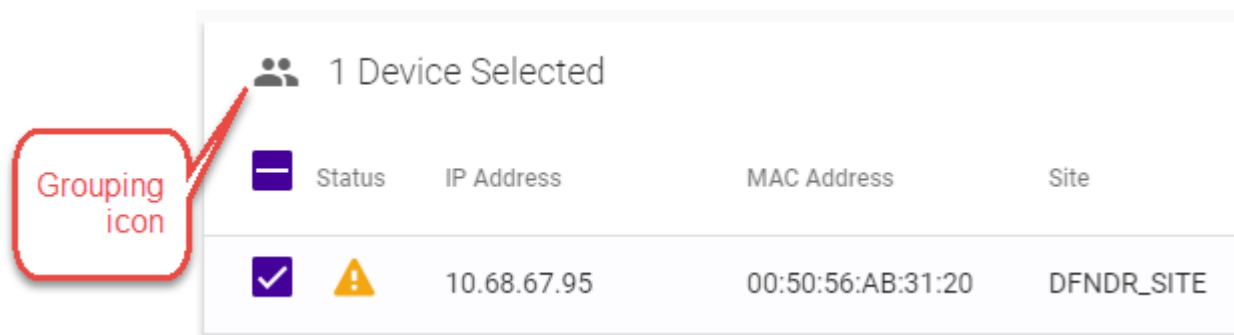 1 Device Selected
Grouping
icon
Status IP Address MAC Address Site
10.68.67.95 00:50:56:AB:31:20 DFNDR_SITE